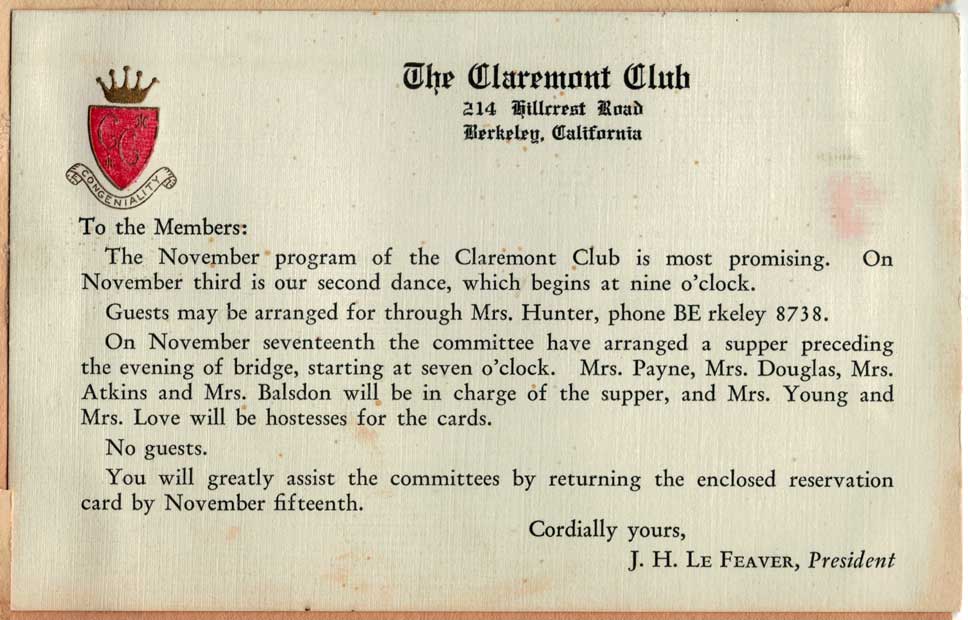 The Claremont Club
214 Hillcrest Road
Berkeley, California
CC
CONGENIALITY
To the Members:
The November program of the Claremont Club is most promising. On
November third is our second dance, which begins at nine o'clock.
Guests may be arranged for through Mrs. Hunter, phone BE rkeley 8738.
On November seventeenth the committee have arranged a supper preceding
the evening of bridge, starting at seven o'clock. Mrs. Payne, Mrs. Douglas, Mrs.
Atkins and Mrs. Balsdon will be in charge of the supper, and Mrs. Young and
Mrs. Love will be hostesses for the cards.
No guests.
You will greatly assist the committees by returning the enclosed reservation
card by November fifteenth.
Cordially yours,
J. H. LE FEAVER, President